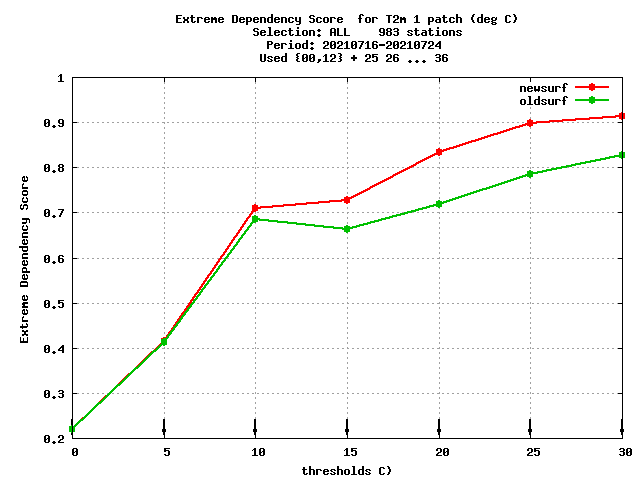 Extreme Dependency Score  for T2m 1 patch (deg C)
Selection: ALL    983 stations
Period: 20210716-20210724
Used {00,12} + 25 26 ... 36
newsurf
oldsurf
1
0.9
0.8
0.7
0.6
0.5
0.4
0.3
0.2
Extreme Dependency Score
0 5 10 15 20 25 30
thresholds C)